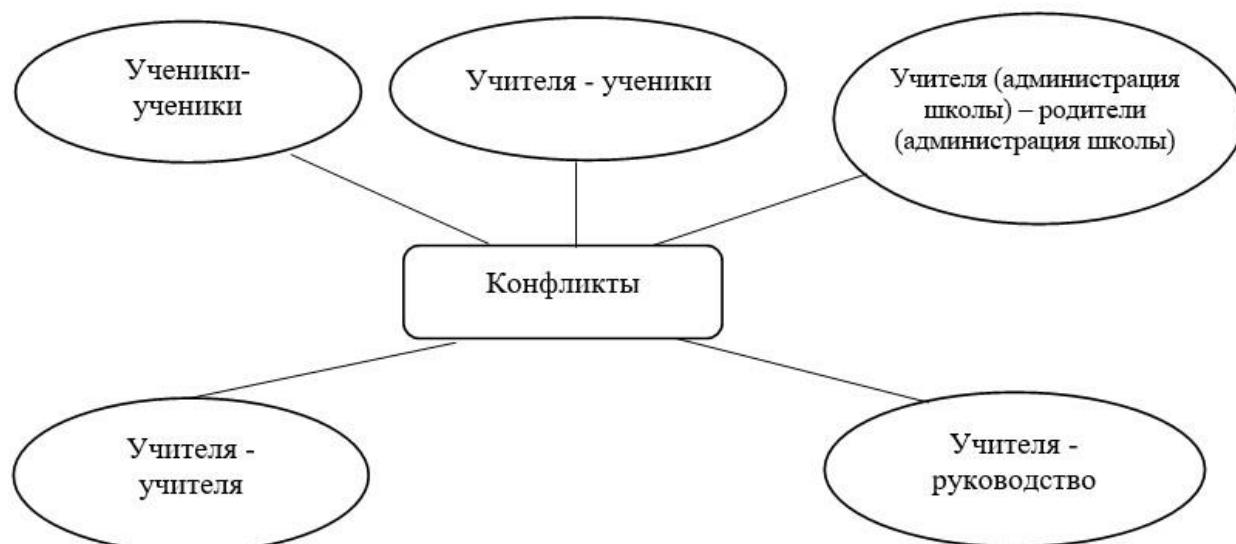 Ученики-
ученики
Учителя - ученики
Учителя (администрация
школы) – родители
(администрация школы)
Конфликты
Учителя -
учителя
Учителя -
руководство